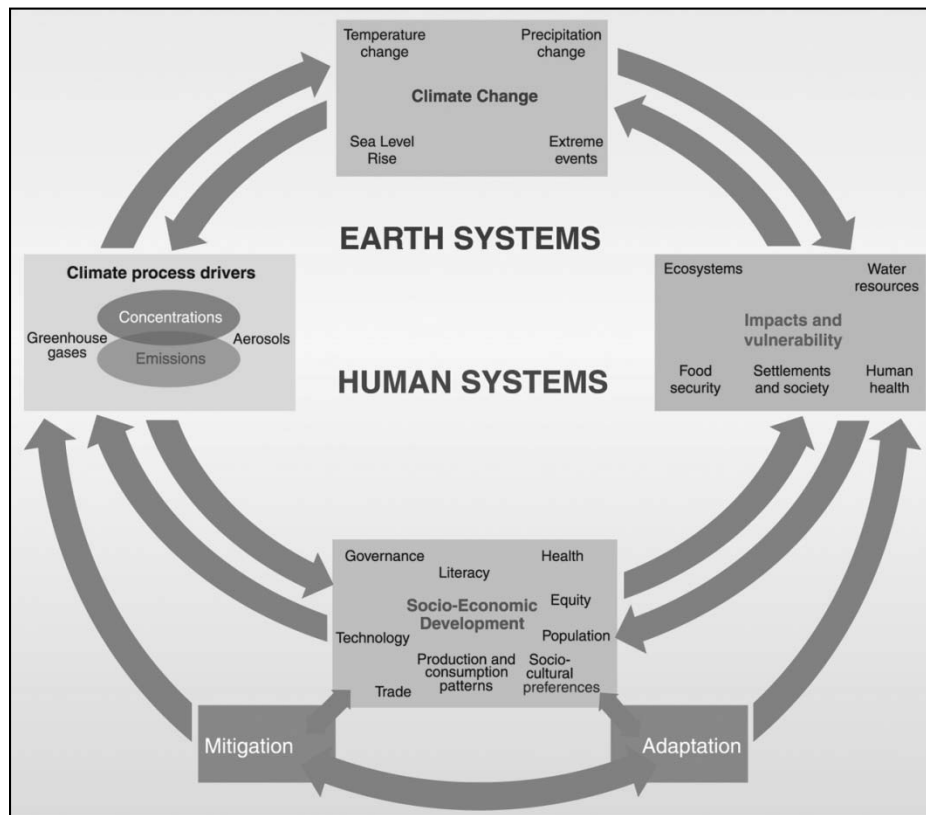 Temperature
change
Precipitation
change
Climate Change
Sea Level
Rise
Extreme
events
EARTH SYSTEMS
Climate process drivers
Concentrations
Greenhouse
gases
Aerosols
Emissions
Ecosystems
Water
resources
Impacts and
vulnerability
Food
security
Settlements
and society
Human
health
HUMAN SYSTEMS
Governance
Literacy
Health
Equity
Socio-Economic
Development
Technology
Population
Production and
consumption
patterns
Socio-
cultural
preferences
Trade
Mitigation
Adaptation